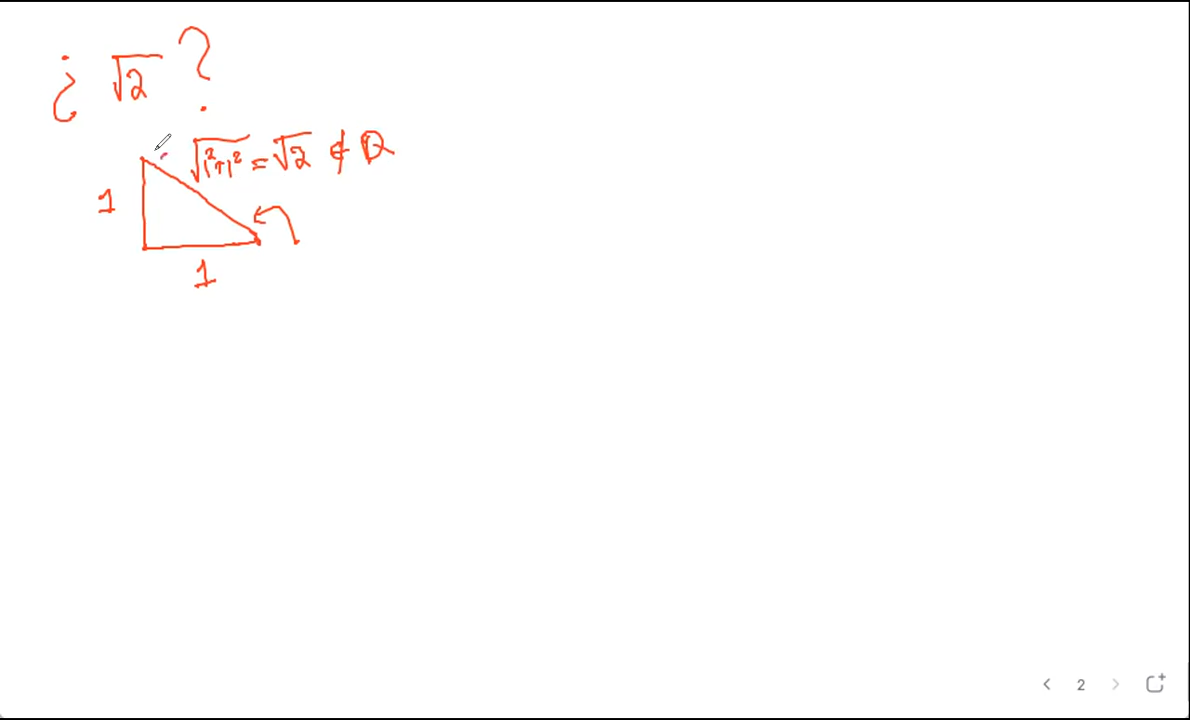 ¿ √2 ?
√1²+1² = √2 ∉ Q
1
1
2